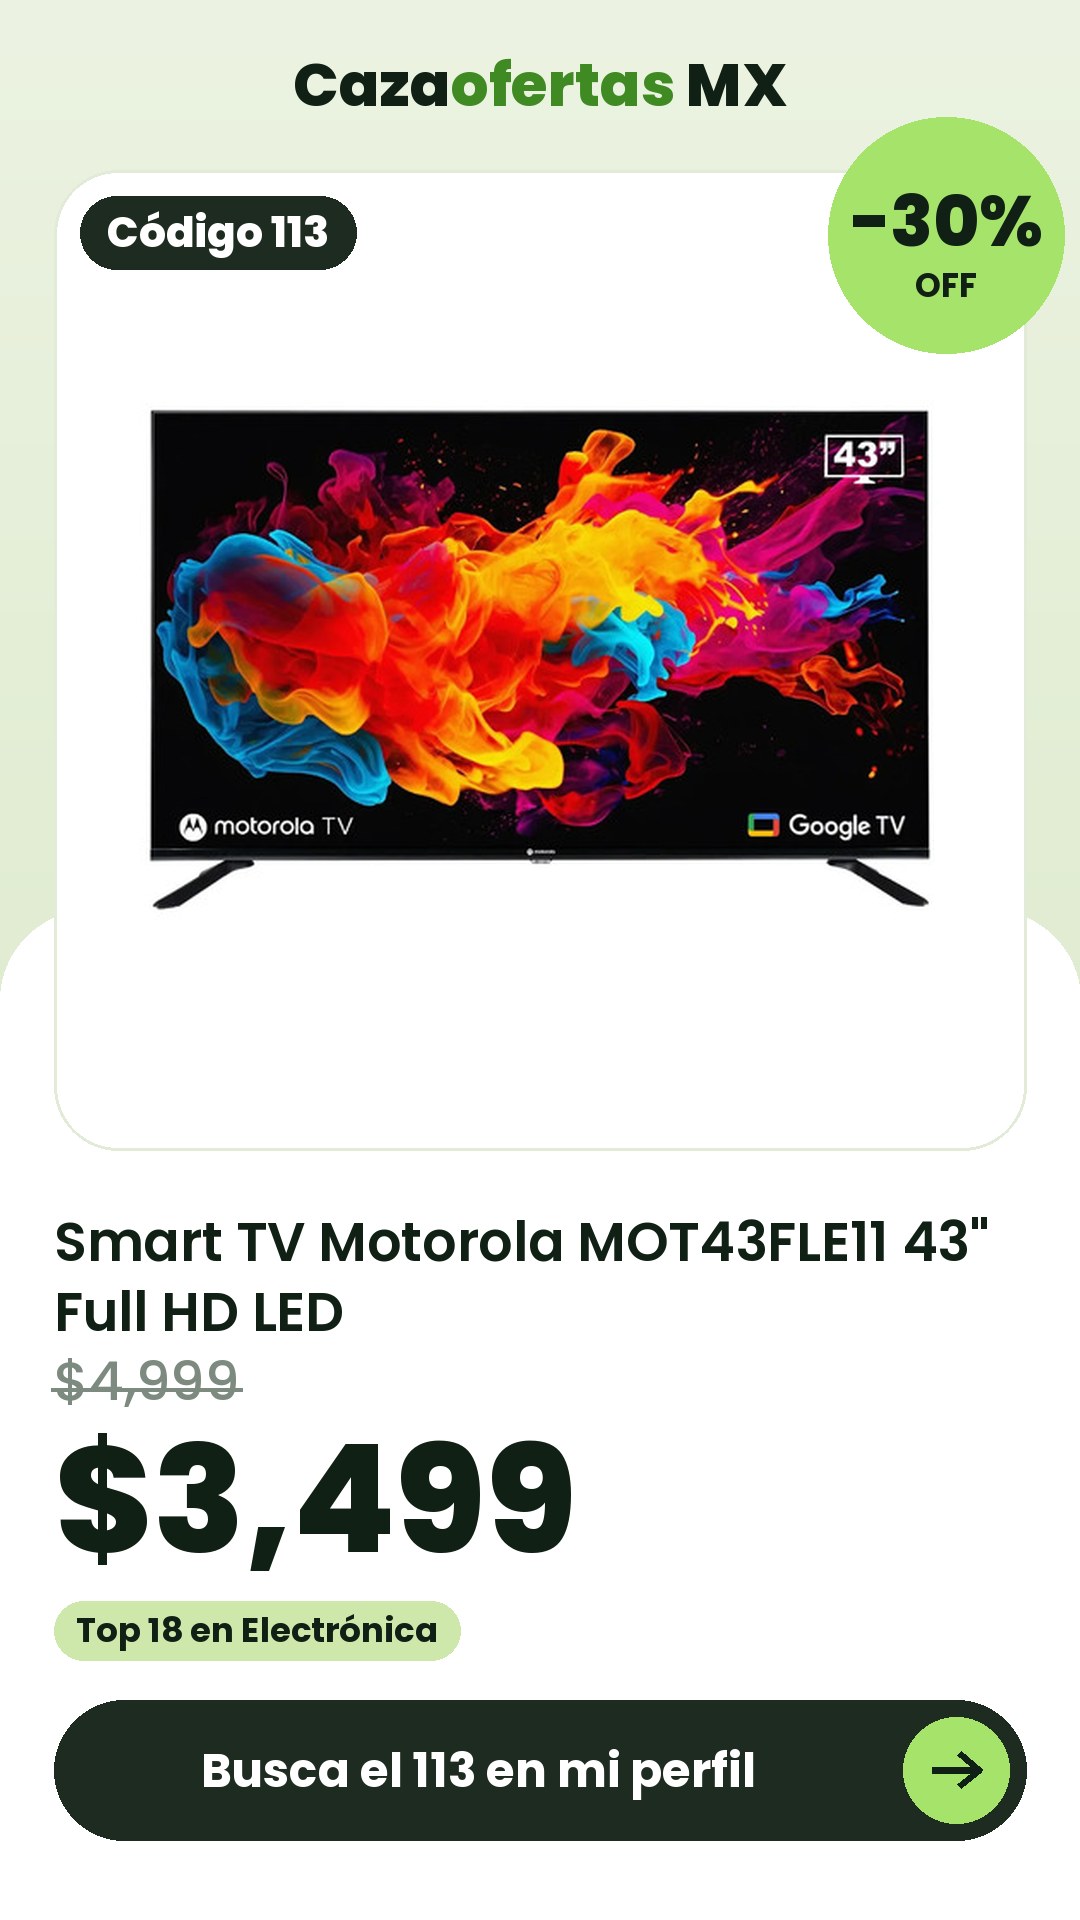 Cazaofertas MX
Código 113
-30%
OFF
43”
motorola TV
Google TV
Smart TV Motorola MOT43FLE11 43"
Full HD LED
$4,999
$3,499
Top 18 en Electrónica
Busca el 113 en mi perfil